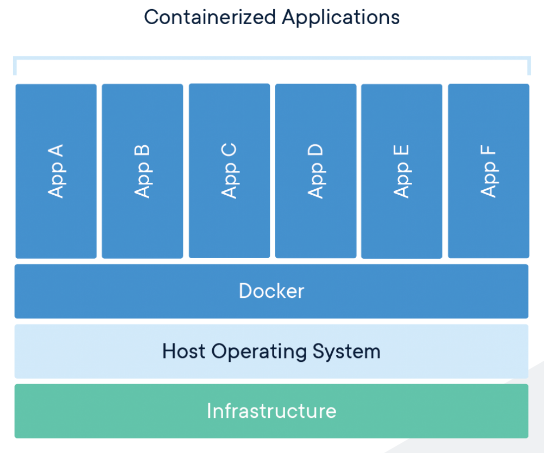 Containerized Applications
App A
App B
App C
App D
App E
App F
Docker
Host Operating System
Infrastructure